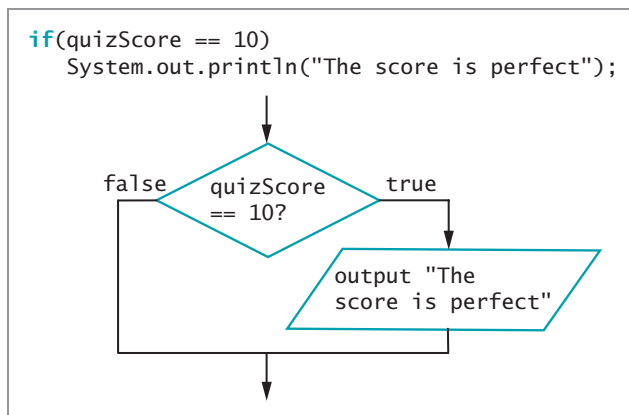 if(quizScore == 10)
   System.out.println("The score is perfect");
false
quizScore
== 10?
true
output "The
score is perfect"